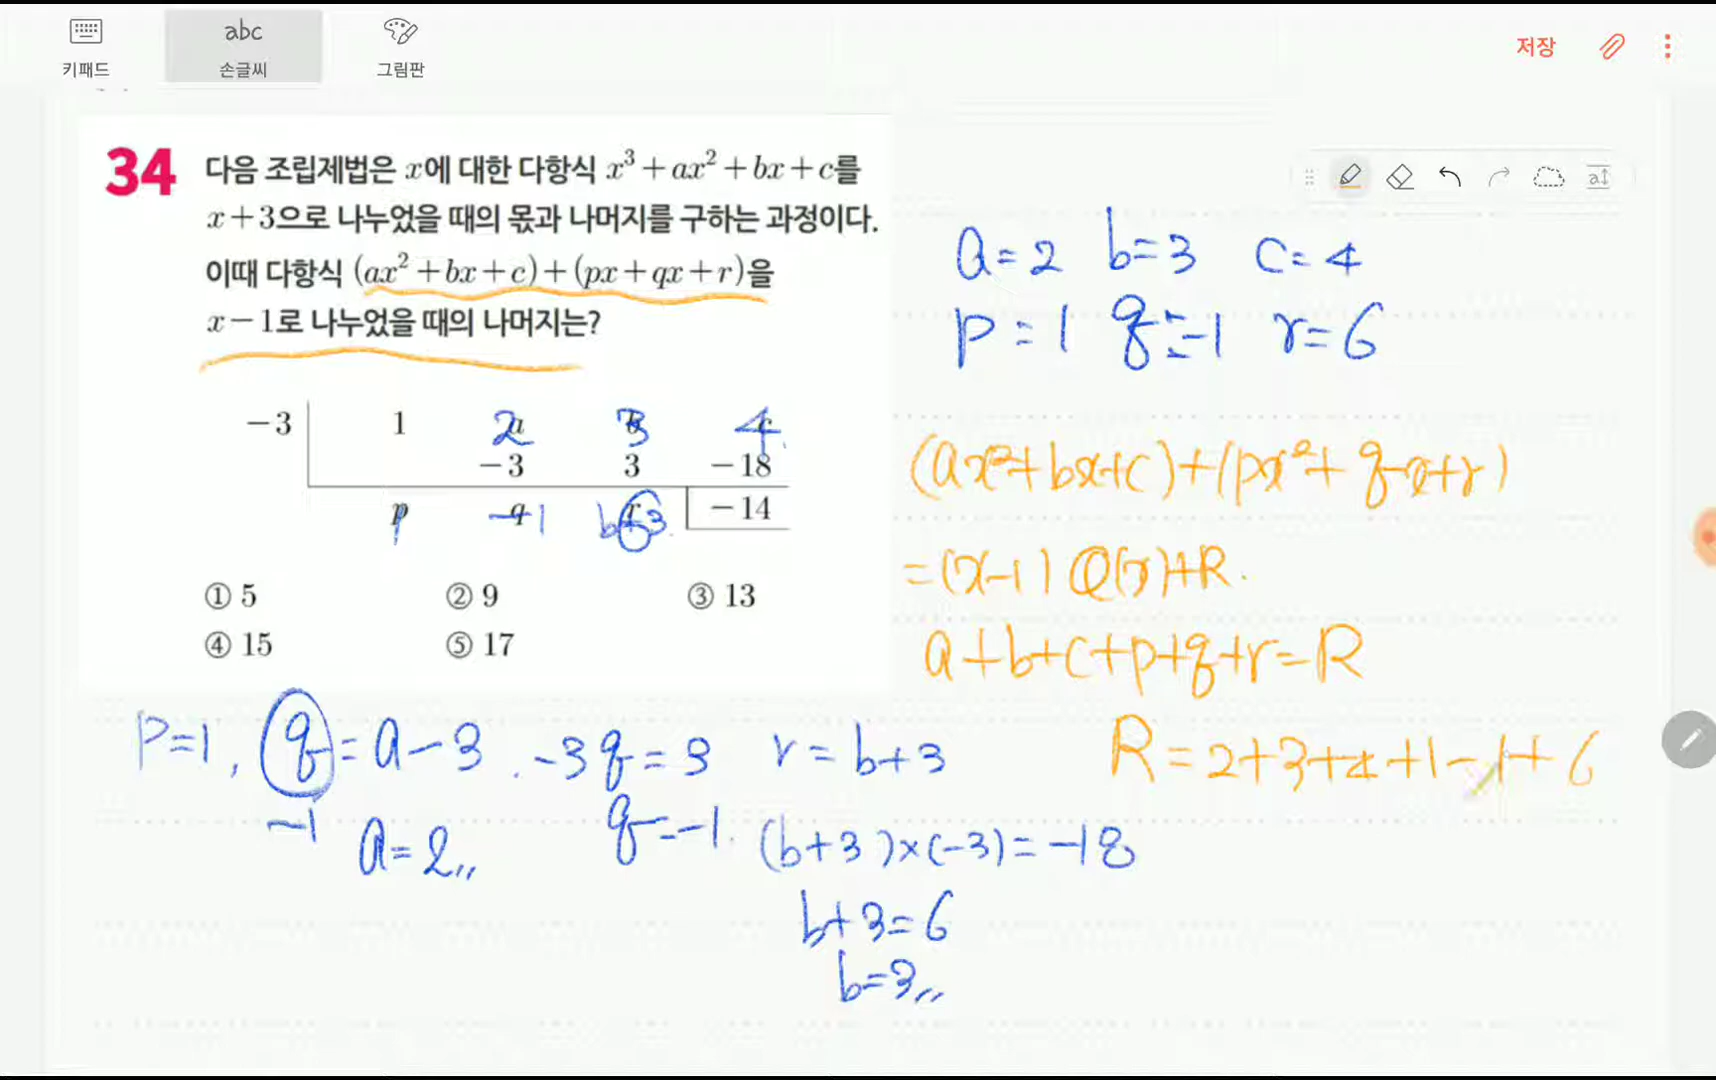 키패드 abc 손글씨 그림판 저장
34 다음 조립제법은 x에 대한 다항식 x³+ax²+bx+c를
x+3으로 나누었을 때의 몫과 나머지를 구하는 과정이다.
이때 다항식 (ax²+bx+c)+(px+qx+r)을
x-1로 나누었을 때의 나머지는?
a=2 b=3 c=4
p=1 q=-1 r=6
-3 1 2 3 4
-3 3 -18
p -1 b+3 -14
① 5 ② 9 ③ 13
④ 15 ⑤ 17
(ax²+bx+c)+(px²+qx+r)
=(x-1)Q(x)+R.
a+b+c+p+q+r=R
R=2+3+4+1-1+6
P=1, q=a-3 . -3q=3 r=b+3
-1 a=2,, q=-1. (b+3)×(-3)=-18
b+3=6
b=3,,